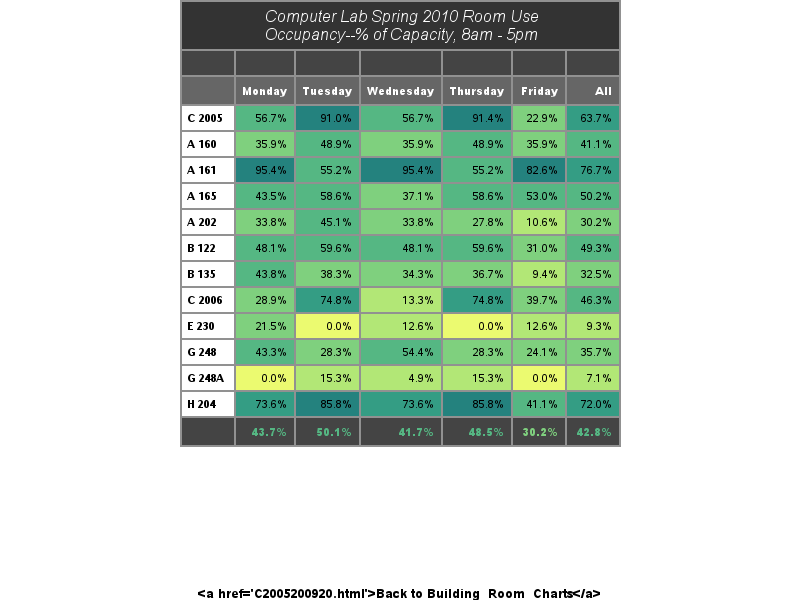 Computer Lab Spring 2010 Room Use
Occupancy--% of Capacity, 8am - 5pm
Monday Tuesday Wednesday Thursday Friday All
C 2005 56.7% 91.0% 56.7% 91.4% 22.9% 63.7%
A 160 35.9% 48.9% 35.9% 48.9% 35.9% 41.1%
A 161 95.4% 55.2% 95.4% 55.2% 82.6% 76.7%
A 165 43.5% 58.6% 37.1% 58.6% 53.0% 50.2%
A 202 33.8% 45.1% 33.8% 27.8% 10.6% 30.2%
B 122 48.1% 59.6% 48.1% 59.6% 31.0% 49.3%
B 135 43.8% 38.3% 34.3% 36.7% 9.4% 32.5%
C 2006 28.9% 74.8% 13.3% 74.8% 39.7% 46.3%
E 230 21.5% 0.0% 12.6% 0.0% 12.6% 9.3%
G 248 43.3% 28.3% 54.4% 28.3% 24.1% 35.7%
G 248A 0.0% 15.3% 4.9% 15.3% 0.0% 7.1%
H 204 73.6% 85.8% 73.6% 85.8% 41.1% 72.0%
43.7% 50.1% 41.7% 48.5% 30.2% 42.8%
<a href='C2005200920.html'>Back to Building_Room_Charts</a>